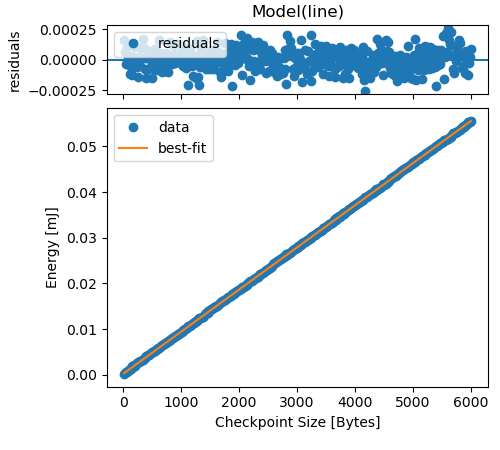 Model(line)
residuals
0.00025
0.00000
−0.00025
residuals
data
best-fit
Energy [mJ]
0.05
0.04
0.03
0.02
0.01
0.00
0 1000 2000 3000 4000 5000 6000
Checkpoint Size [Bytes]